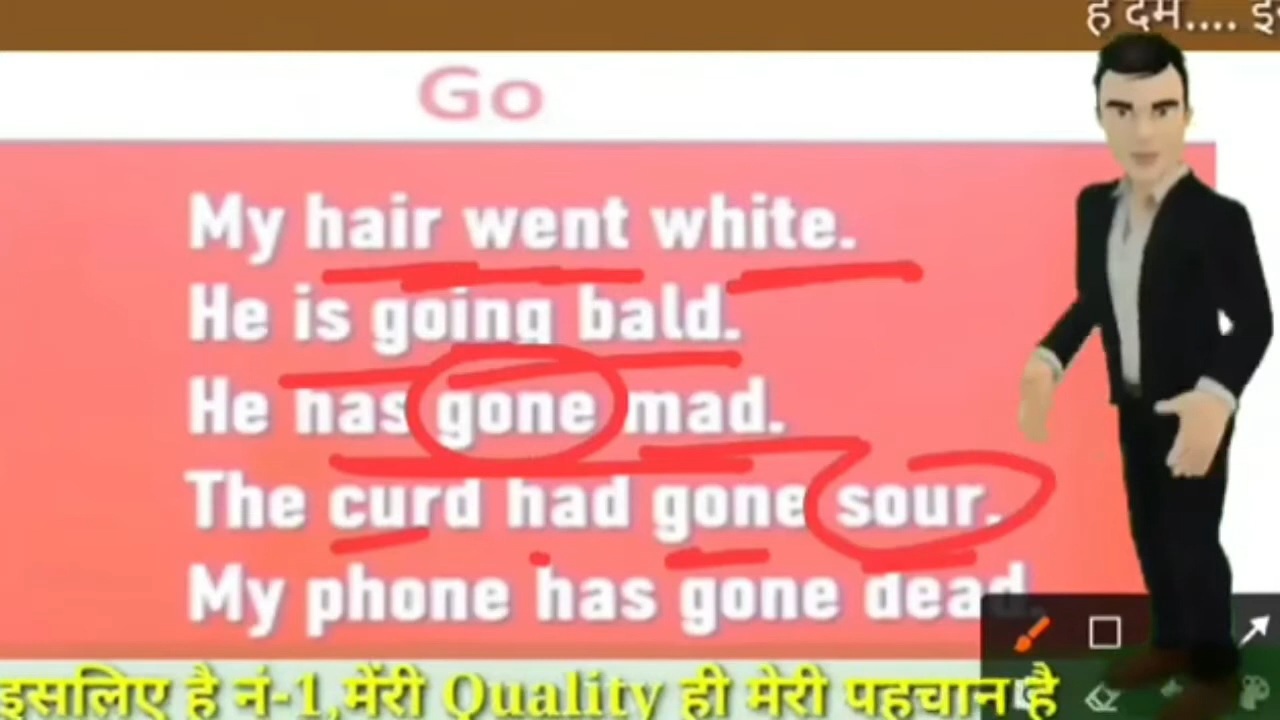 है दम....
Go
My hair went white.
He is going bald.
He has gone mad.
The curd had gone sour.
My phone has gone dead.
इसलिए है नं-1,मेंरी Quality ही मेरी पहचान है